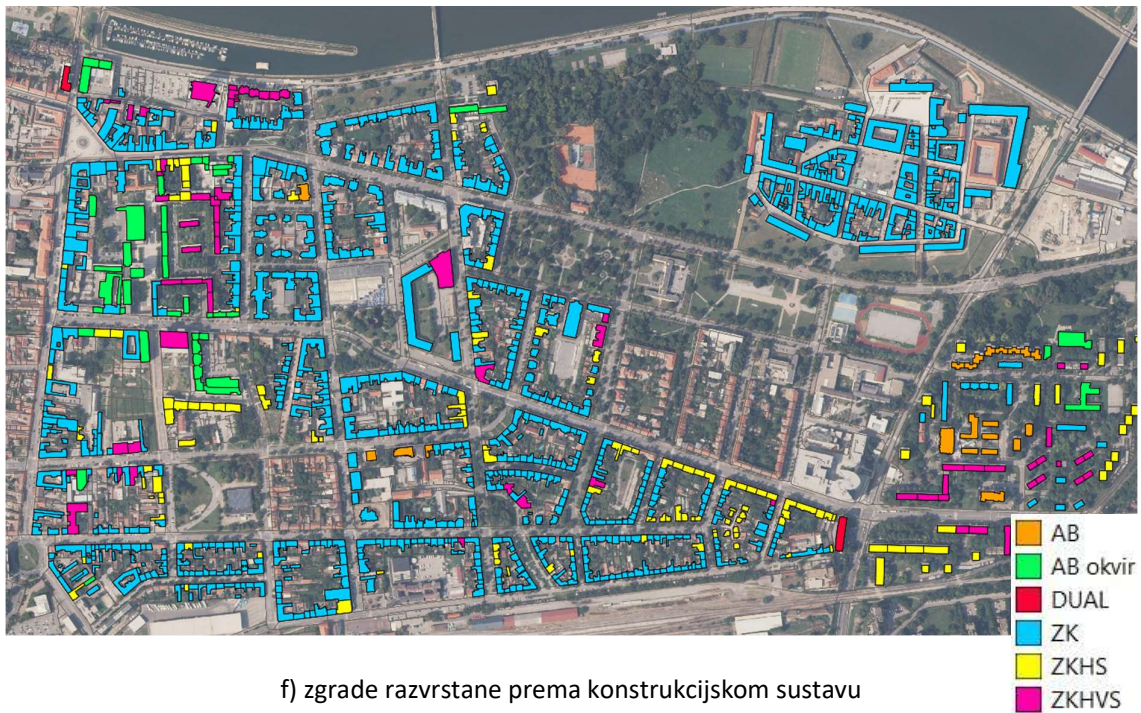 AB
AB okvir
DUAL
ZK
ZKHS
ZKHVS
f) zgrade razvrstane prema konstrukcijskom sustavu